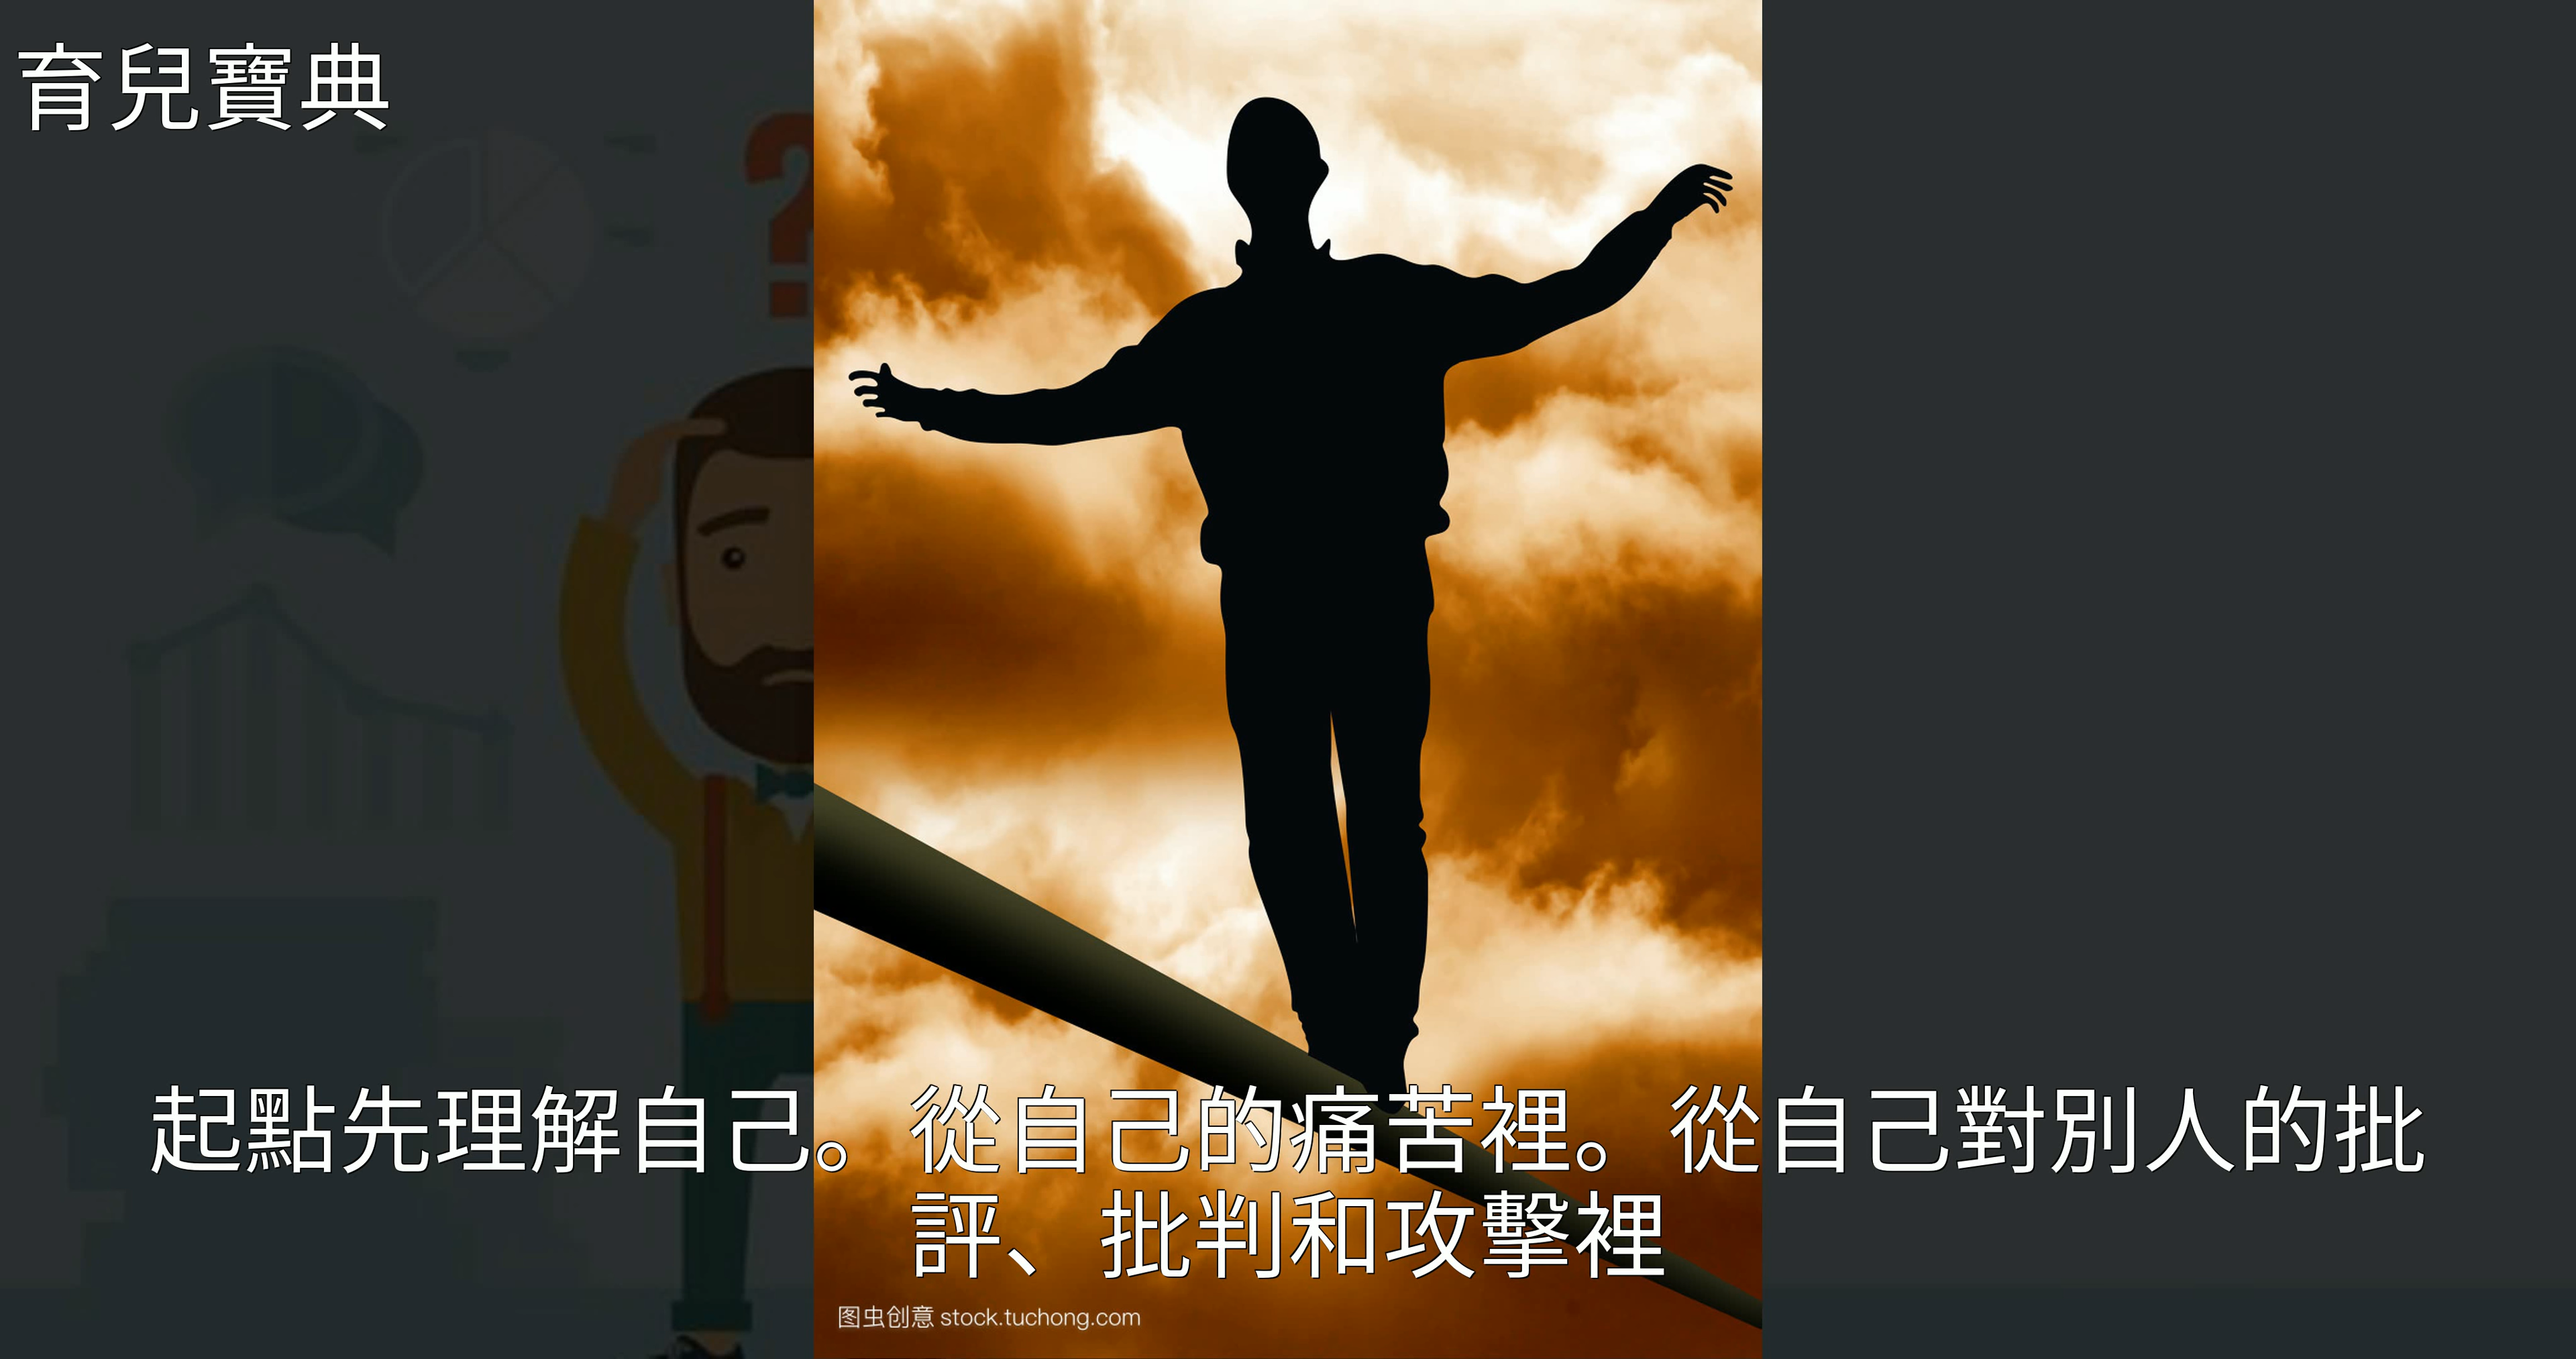 育兒寶典
起點先理解自己。從自己的痛苦裡。從自己對別人的批
評、批判和攻擊裡
图虫创意 stock.tuchong.com